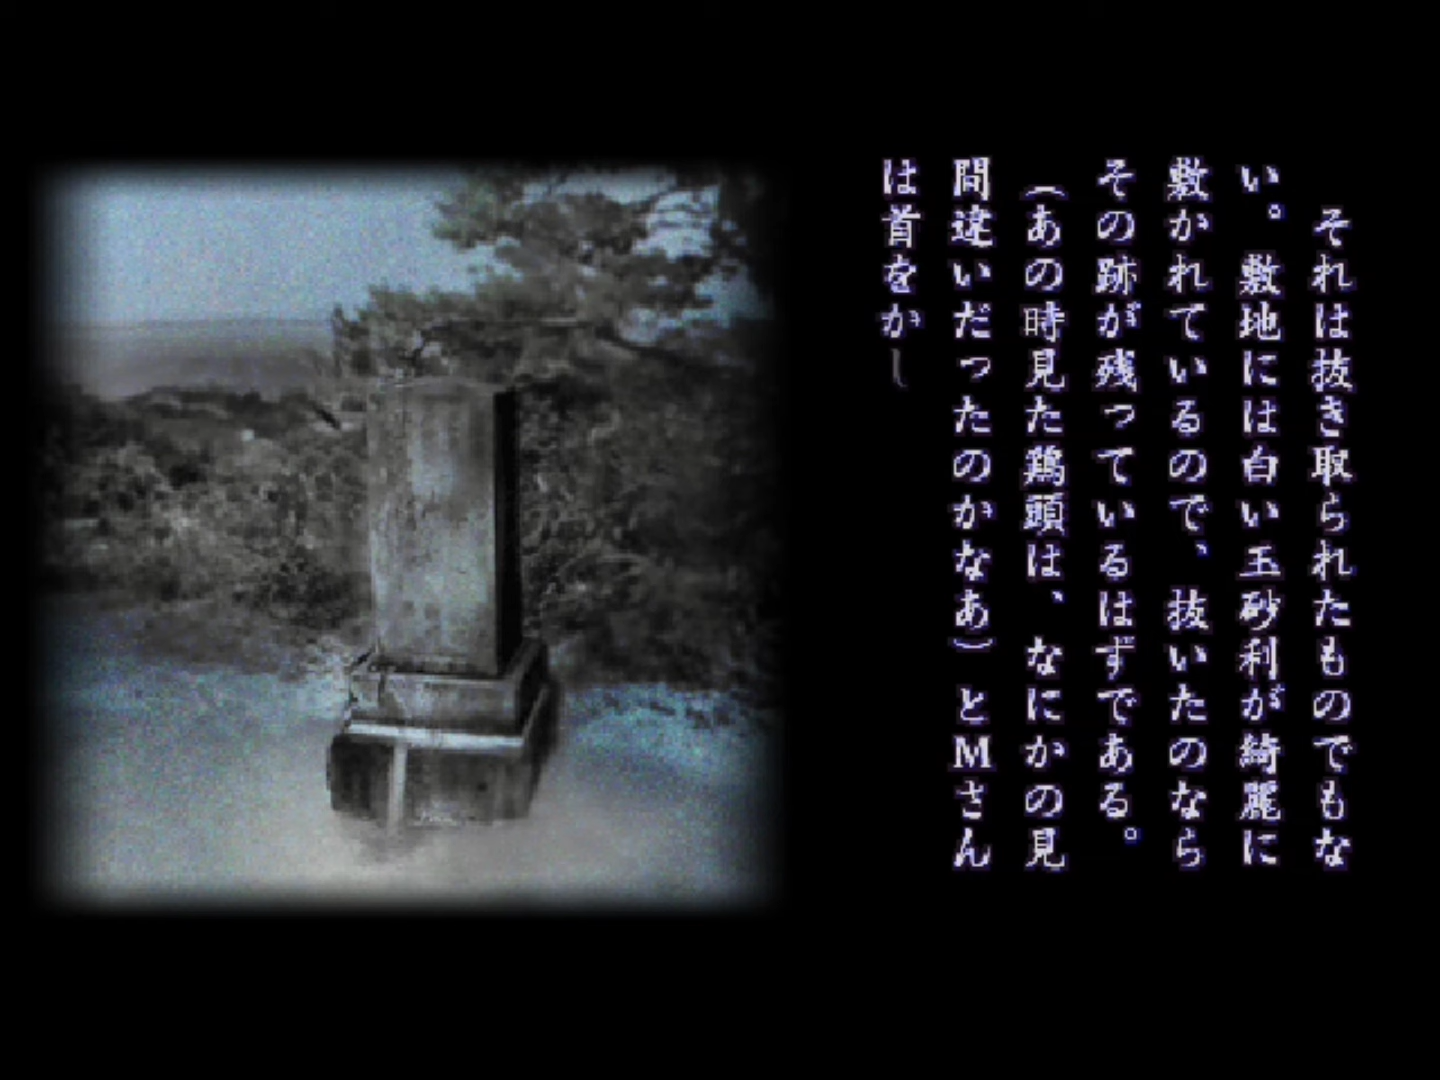 それは抜き取られたものでもな
い。敷地には白い玉砂利が綺麗に
敷かれているので、抜いたのなら
その跡が残っているはずである。
（あの時見た鶏頭は、なにかの見
間違いだったのかなあ）とMさん
は首をかし